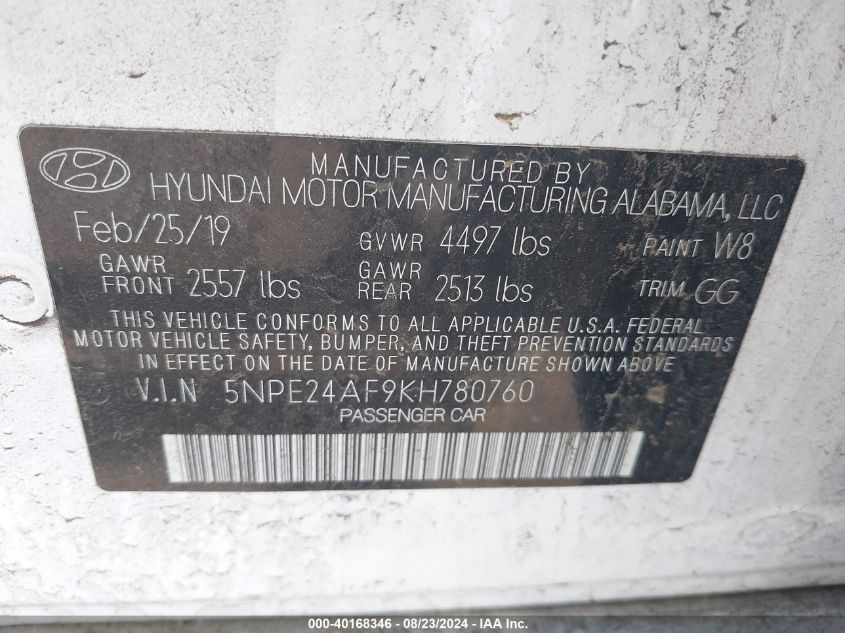 MANUFACTURED BY
HYUNDAI MOTOR MANUFACTURING ALABAMA, LLC
Feb/25/19 GVWR 4497 lbs PAINT W8
GAWR FRONT 2557 lbs GAWR REAR 2513 lbs TRIM GG
THIS VEHICLE CONFORMS TO ALL APPLICABLE U.S.A. FEDERAL
MOTOR VEHICLE SAFETY, BUMPER, AND THEFT PREVENTION STANDARDS
IN EFFECT ON THE DATE OF MANUFACTURE SHOWN ABOVE
V.I.N 5NPE24AF9KH780760
PASSENGER CAR
000-40168346 - 08/23/2024 - IAA Inc.